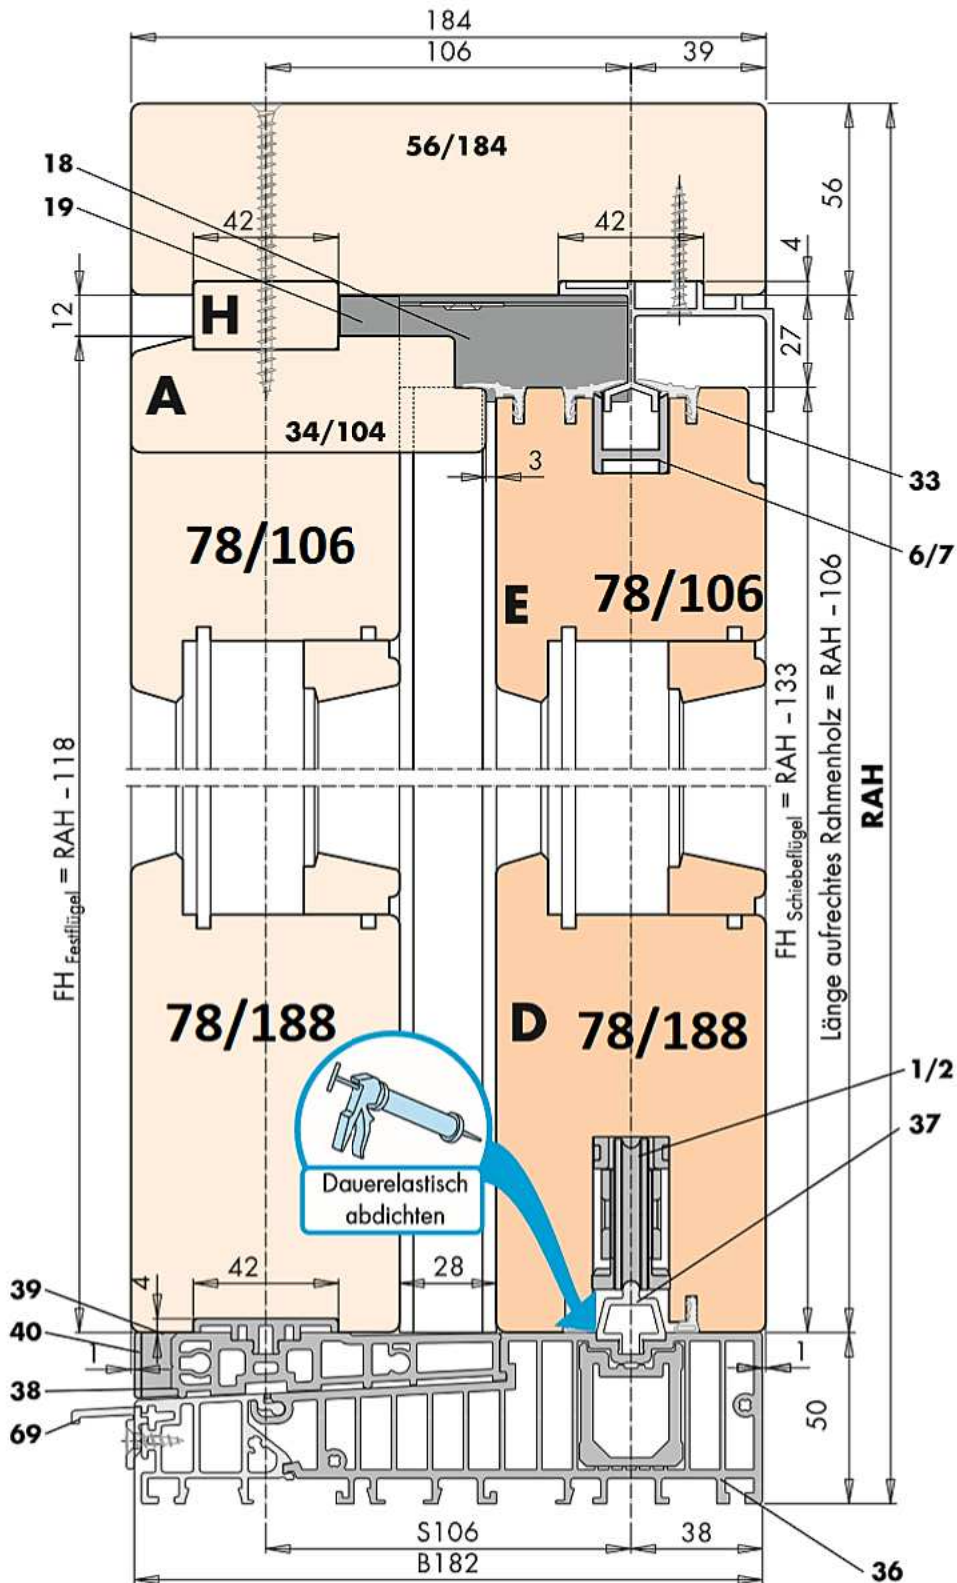 184
106
39
56/184
18
19
42
42
56
4
12
H
27
A
34/104
3
33
6/7
78/106
78/106
E
FH Festflügel = RAH - 118
FH Schiebeflügel = RAH - 133
Länge aufrechtes Rahmenholz = RAH - 106
RAH
78/188
D
78/188
1/2
37
Dauerelastisch
abdichten
4
42
28
39
40
1
1
38
69
50
S106
38
B182
36